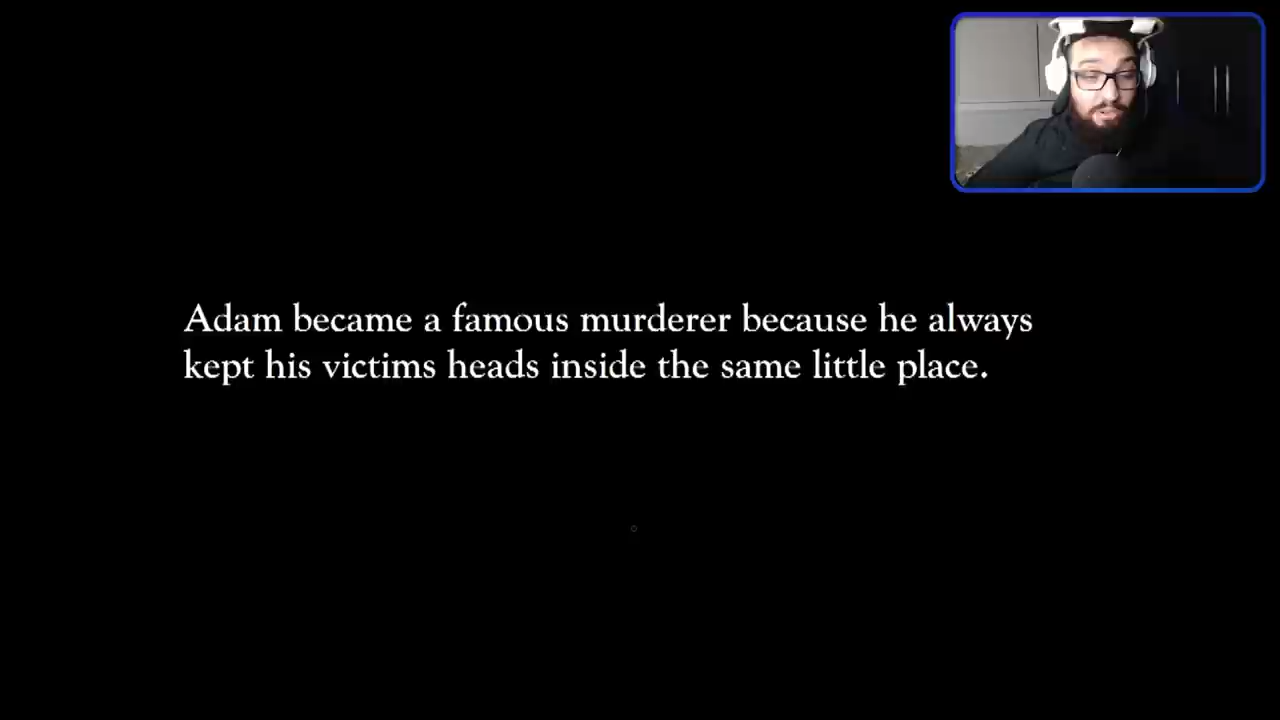 Adam became a famous murderer because he always
kept his victims heads inside the same little place.